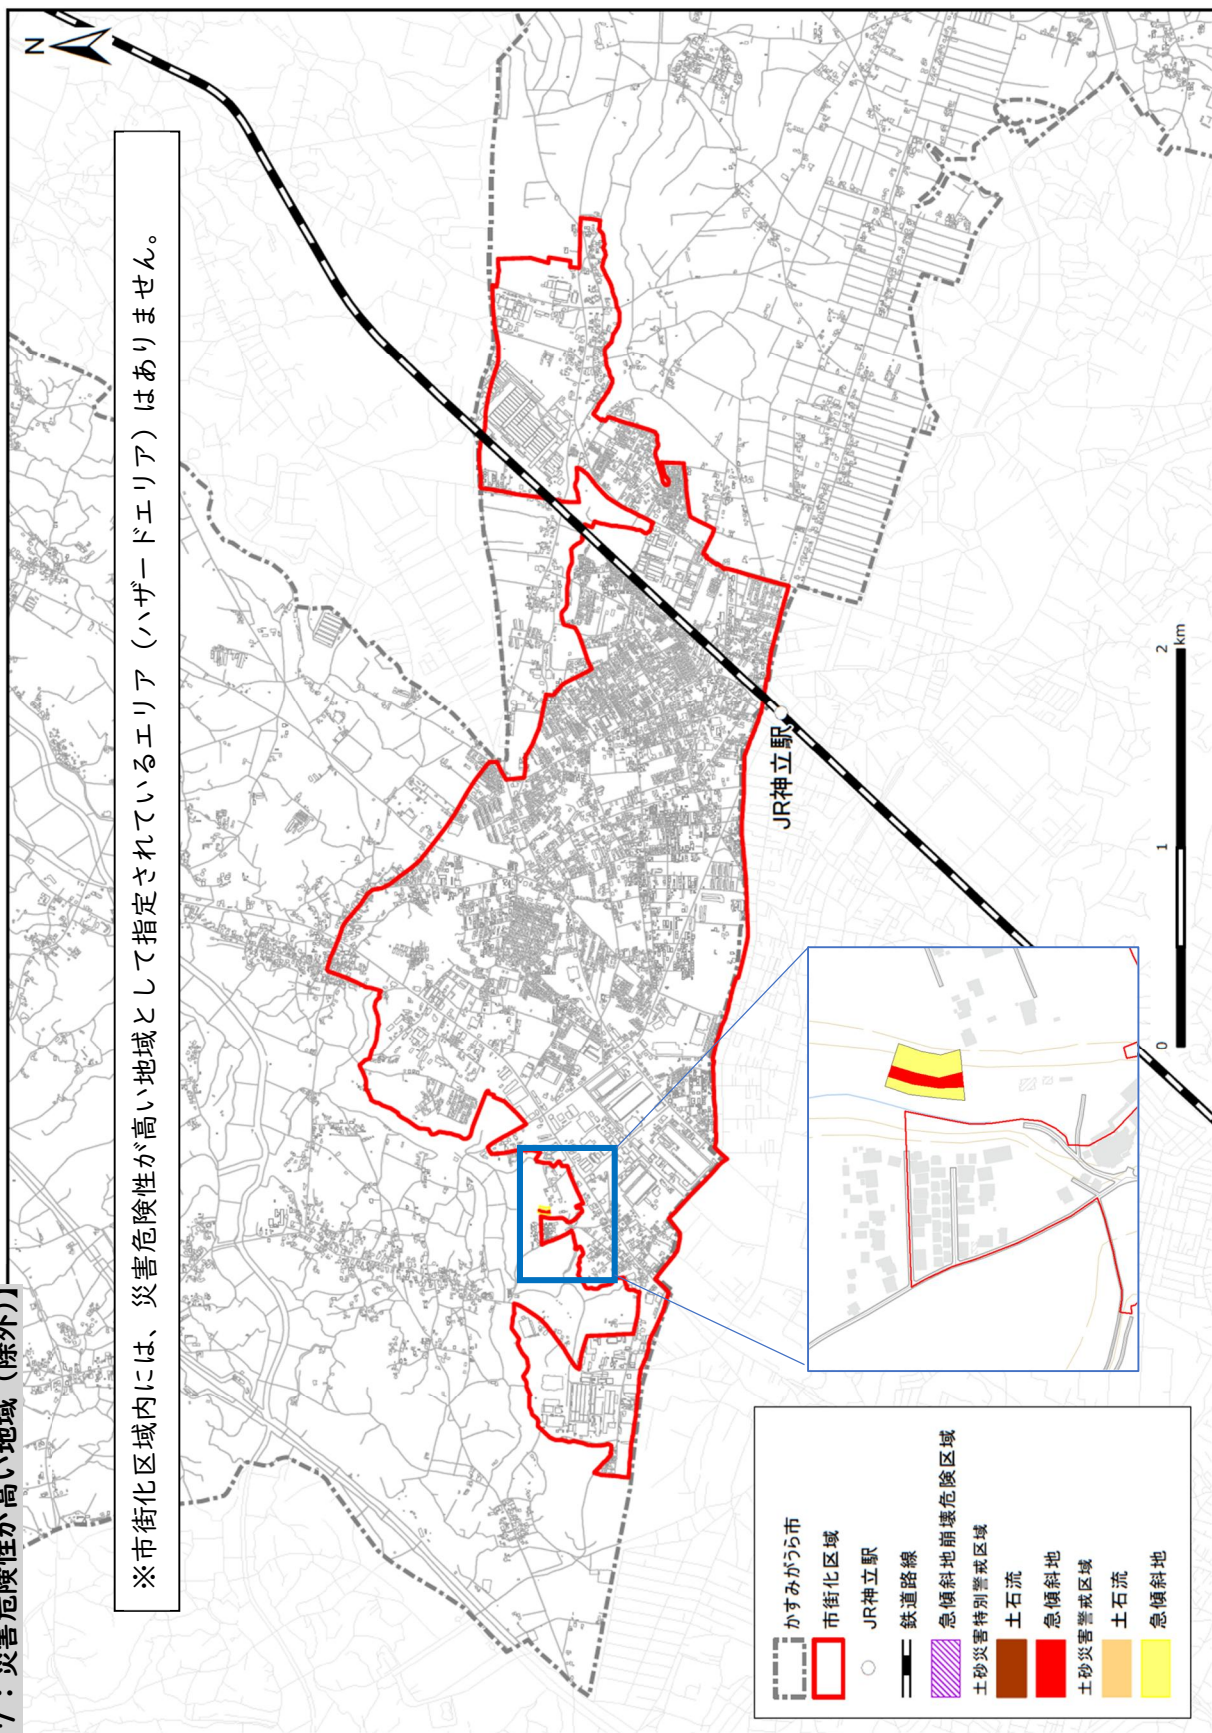 ：災害危険性が高い地域（除外）】
※市街化区域内には、災害危険性が高い地域として指定されているエリア（ハザードエリア）はありません。
N
JR神立駅
0 1 2
km
かすみがうら市
市街化区域
JR神立駅
鉄道路線
急傾斜地崩壊危険区域
土砂災害特別警戒区域
土石流
急傾斜地
土砂災害警戒区域
土石流
急傾斜地